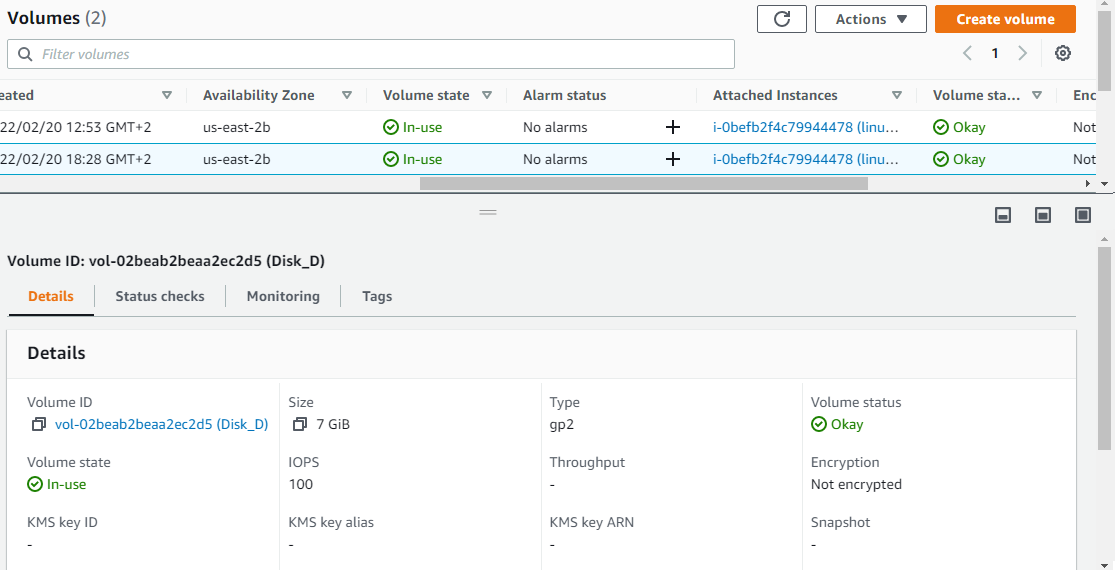 Volumes (2)
Actions
Create volume
Filter volumes
1
eated
Availability Zone
Volume state
Alarm status
Attached Instances
Volume sta...
Enc
22/02/20 12:53 GMT+2
us-east-2b
In-use
No alarms
i-0befb2f4c79944478 (linu...
Okay
Not
22/02/20 18:28 GMT+2
us-east-2b
In-use
No alarms
i-0befb2f4c79944478 (linu...
Okay
Not
Volume ID: vol-02beab2beaa2ec2d5 (Disk_D)
Details
Status checks
Monitoring
Tags
Details
Volume ID
Size
Type
Volume status
vol-02beab2beaa2ec2d5 (Disk_D)
7 GiB
gp2
Okay
Volume state
IOPS
Throughput
Encryption
In-use
100
-
Not encrypted
KMS key ID
KMS key alias
KMS key ARN
Snapshot
-
-
-
-